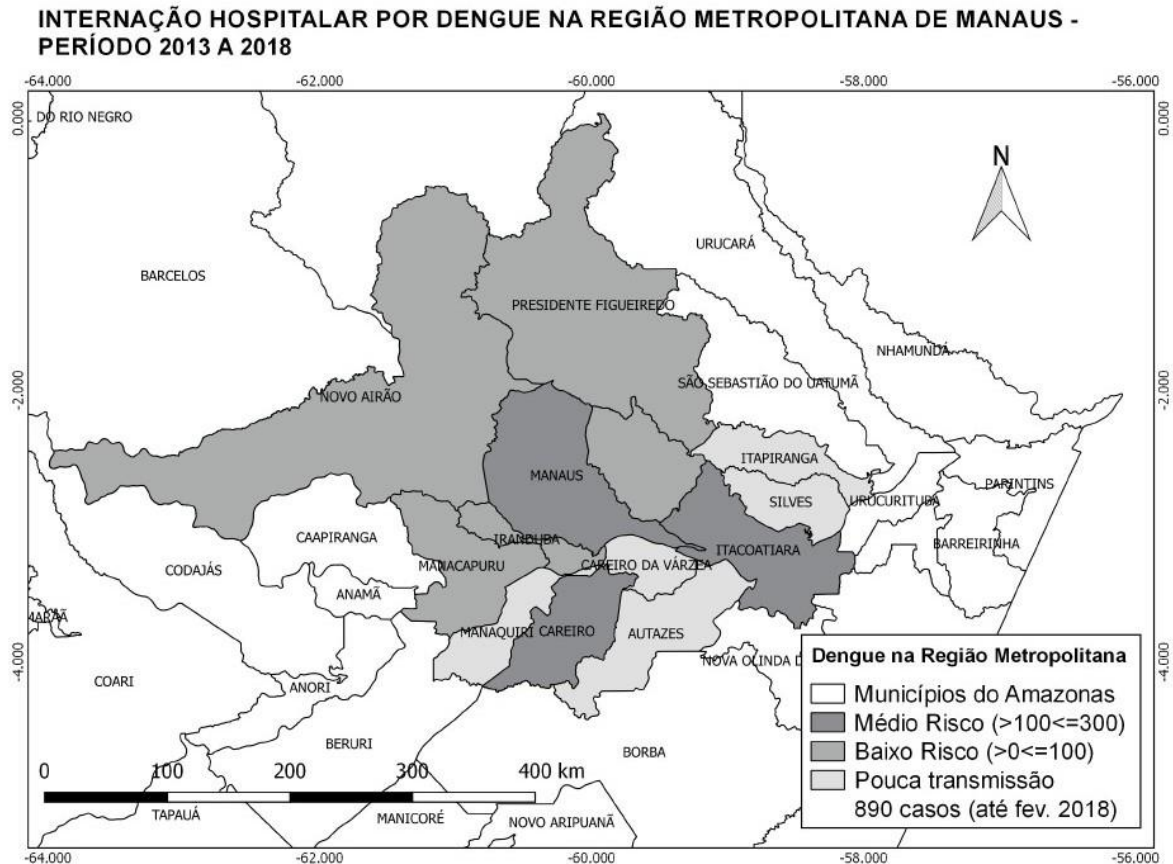 INTERNAÇÃO HOSPITALAR POR DENGUE NA REGIÃO METROPOLITANA DE MANAUS -
PERÍODO 2013 A 2018
-64.000
-62.000
-60.000
-58.000
-56.000
0.000
0.000
DO RIO NEGRO
N
URUCARÁ
BARCELOS
PRESIDENTE FIGUEIREDO
NHAMUNDÁ
SÃO SEBASTIÃO DO UATUMÃ
-2.000
-2.000
NOVO AIRÃO
ITAPIRANGA
MANAUS
PARINTINS
SILVES
URUCURITUBA
CAAPIRANGA
IRANDUBA
ITACOATIARA
BARREIRINHA
CODAJÁS
MANACAPURU
CAREIRO DA VÁRZEA
ANAMÃ
MARAÃ
MANAQUIRI
CAREIRO
AUTAZES
-4.000
-4.000
COARI
ANORI
NOVA OLINDA D
BERURI
BORBA
Dengue na Região Metropolitana
Municípios do Amazonas
Médio Risco (>100<=300)
Baixo Risco (>0<=100)
Pouca transmissão
890 casos (até fev. 2018)
0
100
200
300
400 km
TAPAUÁ
MANICORÉ
NOVO ARIPUANÃ
-64.000
-62.000
-60.000
-58.000
-56.000